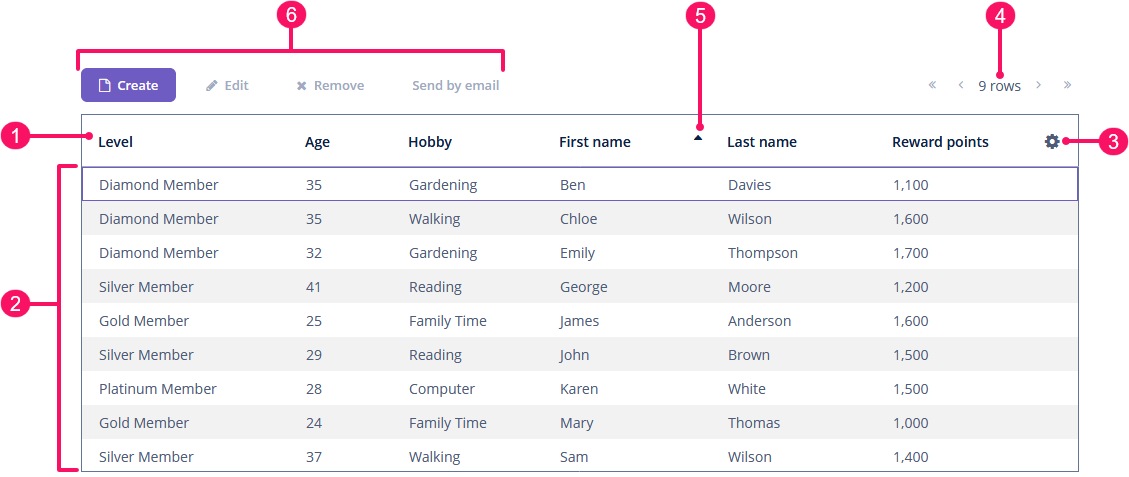 6 5 4
Create Edit Remove Send by email « ‹ 9 rows › »
1 Level Age Hobby First name Last name Reward points 3
Diamond Member 35 Gardening Ben Davies 1,100
Diamond Member 35 Walking Chloe Wilson 1,600
Diamond Member 32 Gardening Emily Thompson 1,700
2 Silver Member 41 Reading George Moore 1,200
Gold Member 25 Family Time James Anderson 1,600
Silver Member 29 Reading John Brown 1,500
Platinum Member 28 Computer Karen White 1,500
Gold Member 24 Family Time Mary Thomas 1,000
Silver Member 37 Walking Sam Wilson 1,400